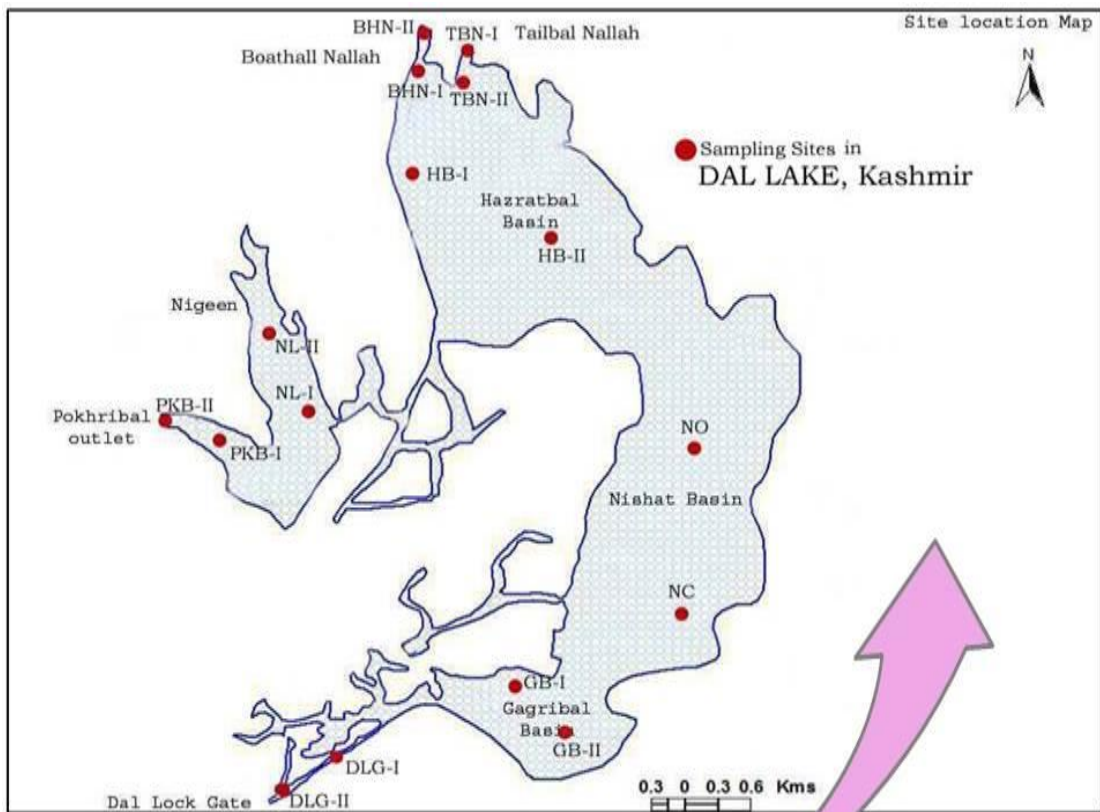 Site location Map
BHN-II
TBN-I
Tailbal Nallah
Boathall Nallah
BHN-I
TBN-II
N
Sampling Sites in
DAL LAKE, Kashmir
HB-I
Hazratbal
Basin
HB-II
Nigeen
NL-II
NL-I
PKB-II
Pokhribal
outlet
PKB-I
NO
Nishat Basin
NC
GB-I
Gagribal
Basin
GB-II
DLG-I
Dal Lock Gate
DLG-II
0.3 0 0.6 Kms